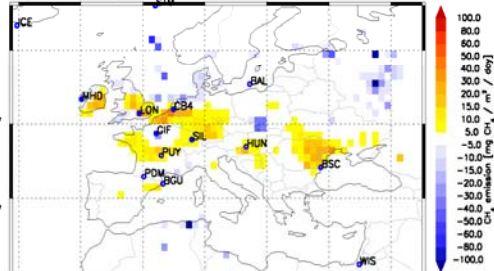 ICE
BAL
MHD
LON
CB4
GIF
SIL
HUN
PUY
BSC
PDM
BGU
WIS
100.0
80.0
60.0
50.0
40.0
30.0
20.0
15.0
10.0
5.0
-5.0
-10.0
-15.0
-20.0
-30.0
-40.0
-50.0
-60.0
-80.0
-100.0
CH4 emission [mg CH4 / m² / day]